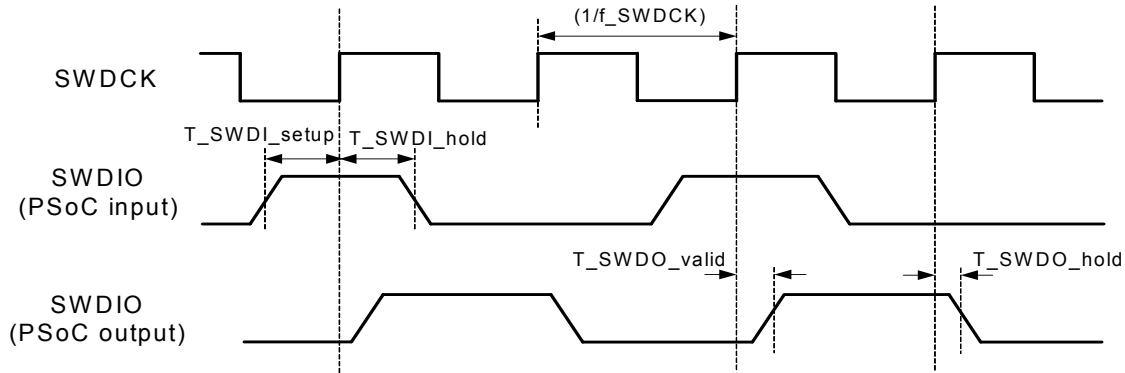 (1/f_SWDCK)
SWDCK
T_SWDI_setup
T_SWDI_hold
SWDIO
(PSoC input)
T_SWDO_valid
T_SWDO_hold
SWDIO
(PSoC output)